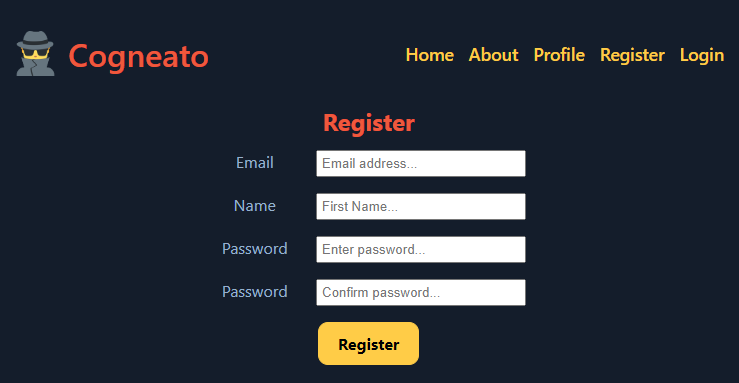 Cogneato
Home About Profile Register Login
Register
Email Email address...
Name First Name...
Password Enter password...
Password Confirm password...
Register